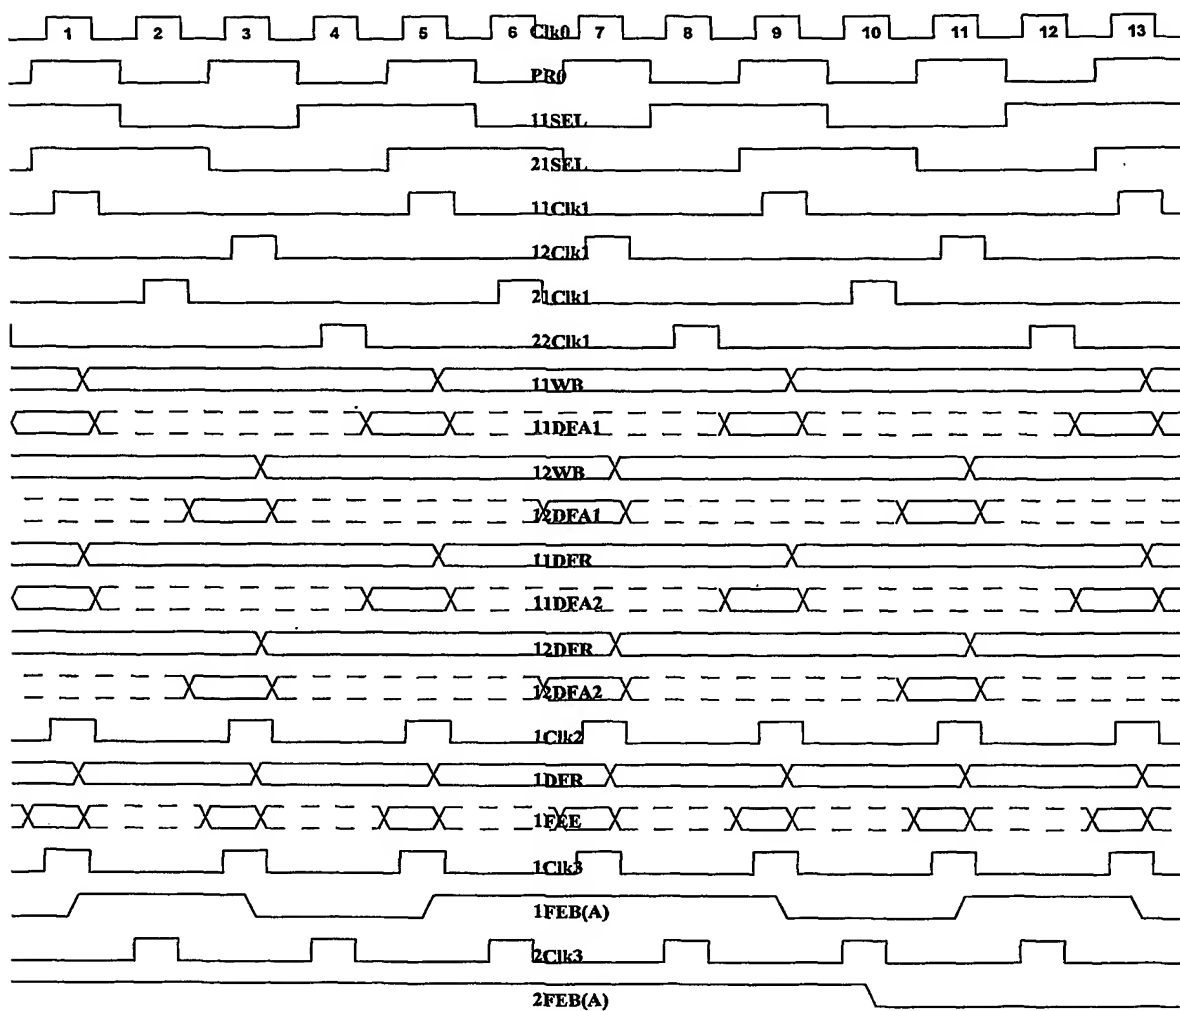 1 2 3 4 5 6 Clk0 7 8 9 10 11 12 13
PR0
11SEL
21SEL
11Clk1
12Clk1
21Clk1
22Clk1
11WB
11DFA1
12WB
12DFA1
11DFR
11DFA2
12DFR
12DFA2
1Clk2
1DFR
1FEE
1Clk3
1FEB(A)
2Clk3
2FEB(A)